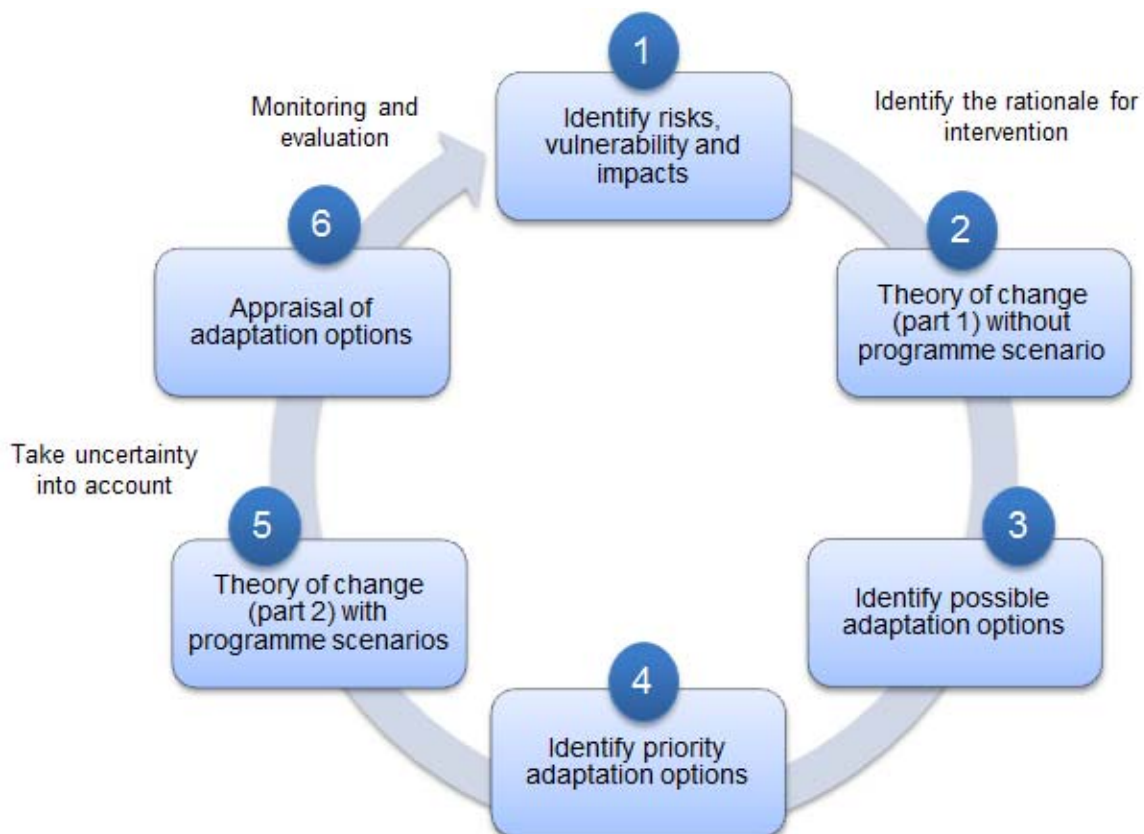 1
Identify risks,
vulnerability and
impacts
Identify the rationale for
intervention
2
Theory of change
(part 1) without
programme scenario
3
Identify possible
adaptation options
4
Identify priority
adaptation options
5
Theory of change
(part 2) with
programme scenarios
Take uncertainty
into account
6
Appraisal of
adaptation options
Monitoring and
evaluation